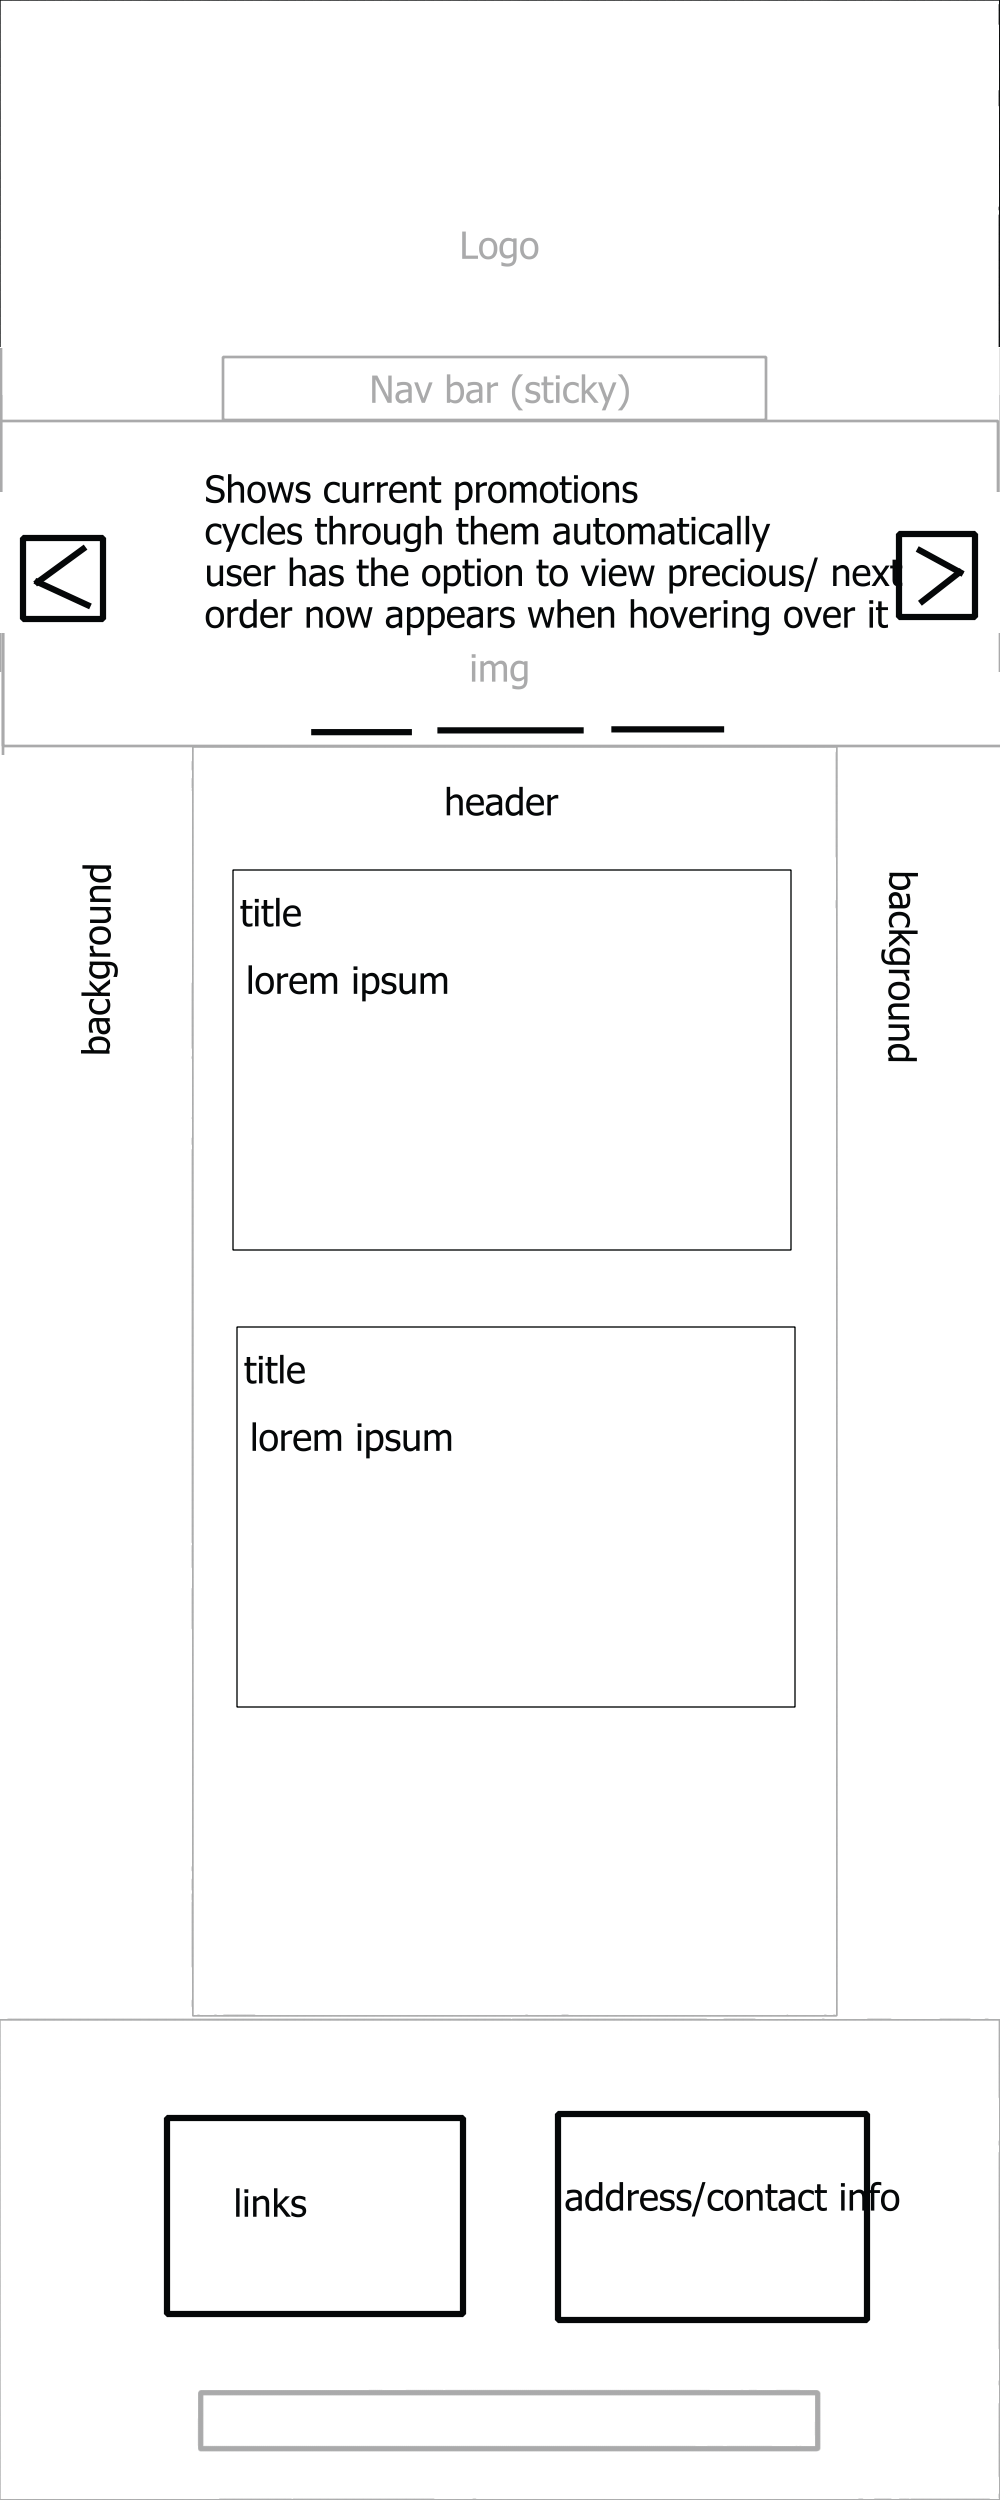 Logo
Nav bar (sticky)
Shows current promotions
cycles through them automatically
user has the option to view precious/ next
order now appears when hovering over it
img
header
background
background
title
lorem ipsum
title
lorem ipsum
links
address/contact info